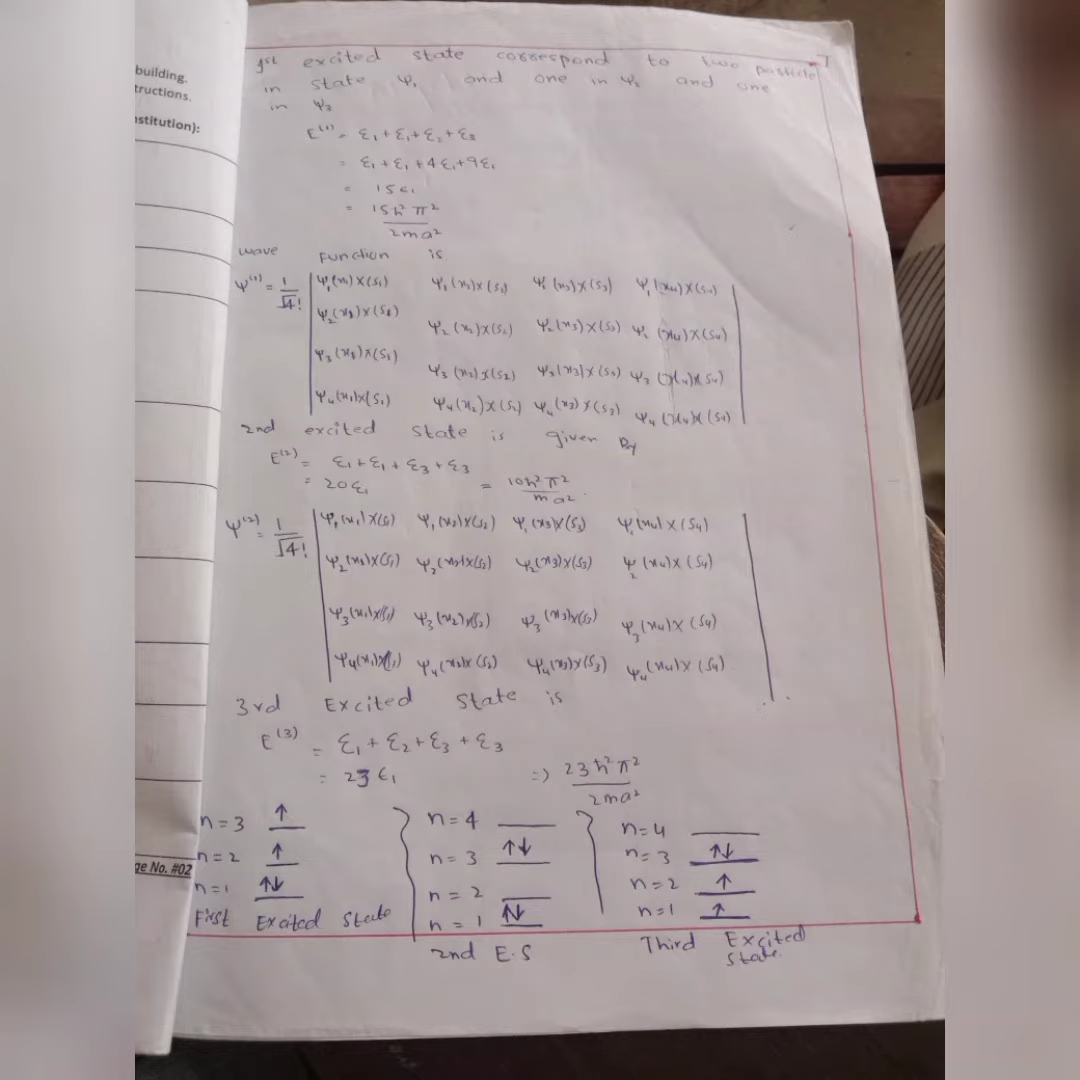 building.
tructions.
nstitution):
ge No. #02
1st excited state correspond to two particle
in state Ψ₁ and one in Ψ₂ and one
in Ψ₃
E⁽¹⁾ = ε₁ + ε₁ + ε₂ + ε₃
= ε₁ + ε₁ + 4ε₁ + 9ε₁
= 15ε₁
= 15ħ²π² / 2ma²
wave function is
Ψ⁽¹⁾ = 1/√4! | Ψ₁(x₁)χ(s₁) Ψ₁(x₂)χ(s₂) Ψ₁(x₃)χ(s₃) Ψ₁(x₄)χ(s₄) |
Ψ₂(x₁)χ(s₁) Ψ₂(x₂)χ(s₂) Ψ₂(x₃)χ(s₃) Ψ₂(x₄)χ(s₄)
Ψ₃(x₁)χ(s₁) Ψ₃(x₂)χ(s₂) Ψ₃(x₃)χ(s₃) Ψ₃(x₄)χ(s₄)
Ψ₄(x₁)χ(s₁) Ψ₄(x₂)χ(s₂) Ψ₄(x₃)χ(s₃) Ψ₄(x₄)χ(s₄)
2nd excited state is given By
E⁽²⁾ = ε₁ + ε₁ + ε₃ + ε₃
= 20ε₁ = 10ħ²π² / ma²
Ψ⁽²⁾ = 1/√4! | Ψ₁(x₁)χ(s₁) Ψ₁(x₂)χ(s₂) Ψ₁(x₃)χ(s₃) Ψ₁(x₄)χ(s₄) |
Ψ₂(x₁)χ(s₁) Ψ₂(x₂)χ(s₂) Ψ₂(x₃)χ(s₃) Ψ₂(x₄)χ(s₄)
Ψ₃(x₁)χ(s₁) Ψ₃(x₂)χ(s₂) Ψ₃(x₃)χ(s₃) Ψ₃(x₄)χ(s₄)
Ψ₄(x₁)χ(s₁) Ψ₄(x₂)χ(s₂) Ψ₄(x₃)χ(s₃) Ψ₄(x₄)χ(s₄)
3rd Excited state is
E⁽³⁾ = ε₁ + ε₂ + ε₃ + ε₃
= 23ε₁ => 23ħ²π² / 2ma²
n=3 ↑
n=2 ↑
n=1 ↑↓
First Excited State
n=4
n=3 ↑↓
n=2
n=1 ↑↓
2nd E.S
n=4
n=3 ↑↓
n=2 ↑
n=1 ↑
Third Excited
state.